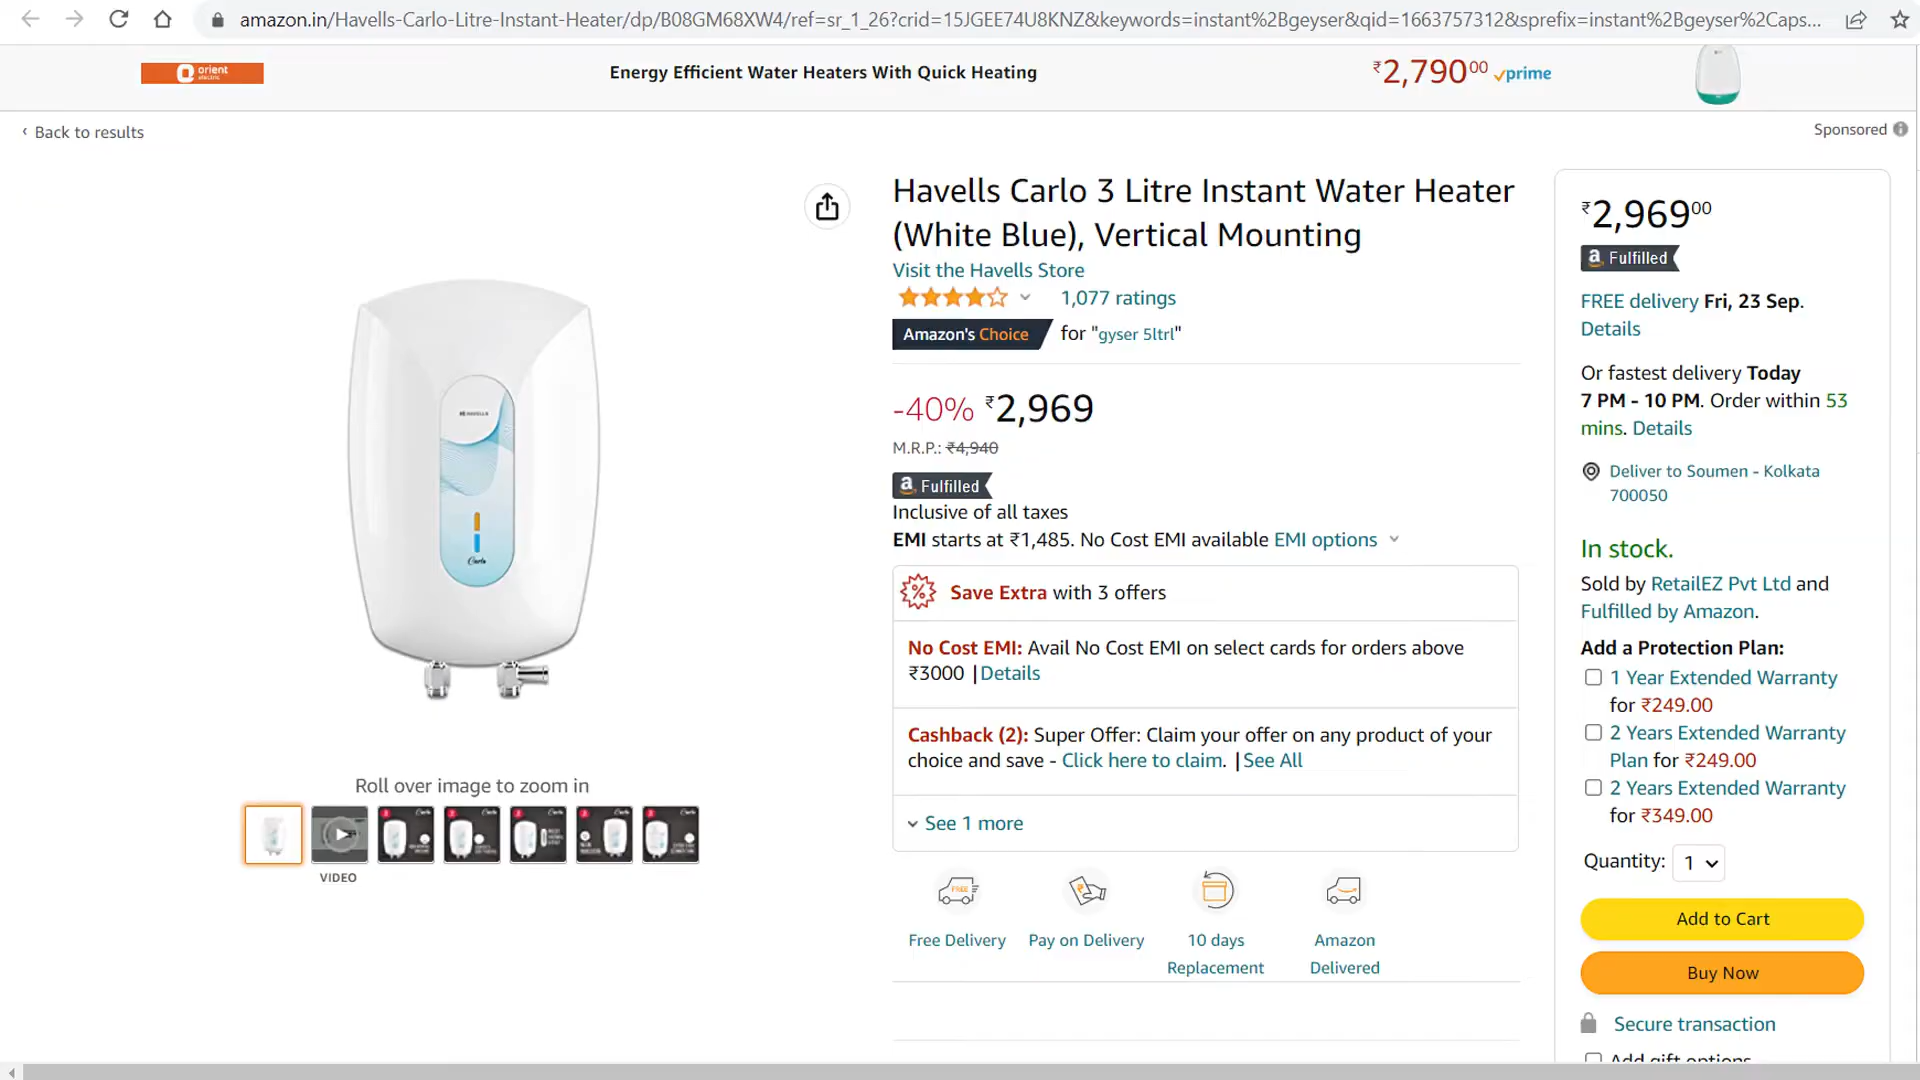 amazon.in/Havells-Carlo-Litre-Instant-Heater/dp/B08GM68XW4/ref=sr_1_26?crid=15JGEE74U8KNZ&keywords=instant%2Bgeyser&qid=1663757312&sprefix=instant%2Bgeyser%2Caps...
orient
electric
Energy Efficient Water Heaters With Quick Heating
₹2,790⁰⁰ prime
‹ Back to results
Sponsored
Havells Carlo 3 Litre Instant Water Heater
(White Blue), Vertical Mounting
Visit the Havells Store
1,077 ratings
Amazon's Choice for "gyser 5ltrl"
-40% ₹2,969
M.R.P.: ₹4,940
a Fulfilled
Inclusive of all taxes
EMI starts at ₹1,485. No Cost EMI available EMI options
Save Extra with 3 offers
No Cost EMI: Avail No Cost EMI on select cards for orders above
₹3000 |Details
Cashback (2): Super Offer: Claim your offer on any product of your
choice and save - Click here to claim. |See All
See 1 more
FREE
Free Delivery
Pay on Delivery
10 days
Replacement
Amazon
Delivered
HAVELLS
Carlo
Roll over image to zoom in
VIDEO
₹2,969⁰⁰
a Fulfilled
FREE delivery Fri, 23 Sep.
Details
Or fastest delivery Today
7 PM - 10 PM. Order within 53
mins. Details
Deliver to Soumen - Kolkata
700050
In stock.
Sold by RetailEZ Pvt Ltd and
Fulfilled by Amazon.
Add a Protection Plan:
1 Year Extended Warranty
for ₹249.00
2 Years Extended Warranty
Plan for ₹249.00
2 Years Extended Warranty
for ₹349.00
Quantity: 1
Add to Cart
Buy Now
Secure transaction
Add gift options